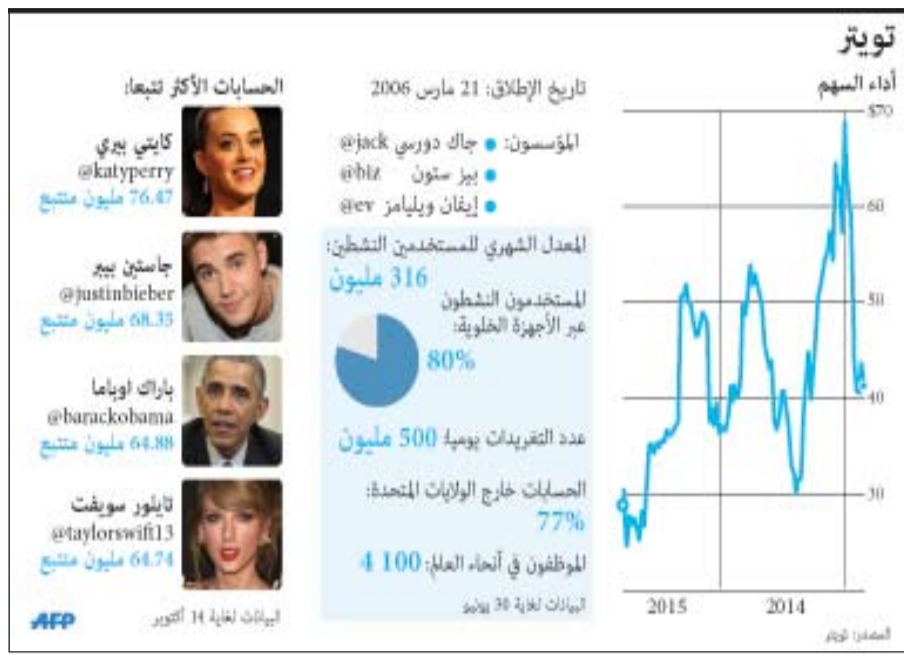 تويتر
أداء السهم
$70
60
50
40
30
2015
2014
المصدر: تويتر
تاريخ الإطلاق: 21 مارس 2006
المؤسسون: • جاك دورسي @jack
• بيز ستون @biz
• إيفان ويليامز @ev
المعدل الشهري للمستخدمين النشطين:
316 مليون
المستخدمون النشطون
عبر الأجهزة الخلوية:
80%
عدد التغريدات يوميا: 500 مليون
الحسابات خارج الولايات المتحدة:
77%
الموظفون في أنحاء العالم: 4 100
البيانات لغاية 30 يونيو
الحسابات الأكثر تتبعا:
كايتي بيري
@katyperry
76.47 مليون متتبع
جاستين بيبر
@justinbieber
68.35 مليون متتبع
باراك اوباما
@barackobama
64.88 مليون متتبع
تايلور سويفت
@taylorswift13
64.74 مليون متتبع
البيانات لغاية 14 أكتوبر
AFP